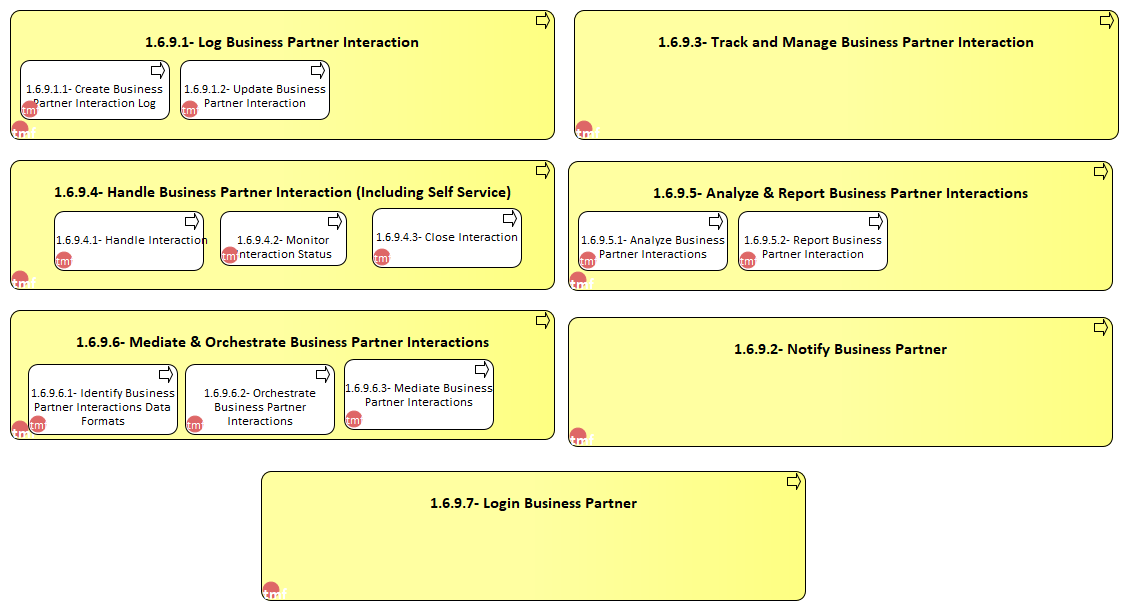 1.6.9.1- Log Business Partner Interaction
1.6.9.1.1- Create Business
Partner Interaction Log
tmf
1.6.9.1.2- Update Business
Partner Interaction
tmf
tmf
1.6.9.3- Track and Manage Business Partner Interaction
tmf
1.6.9.4- Handle Business Partner Interaction (Including Self Service)
1.6.9.4.1- Handle Interaction
tmf
1.6.9.4.2- Monitor
Interaction Status
tmf
1.6.9.4.3- Close Interaction
tmf
tmf
1.6.9.5- Analyze & Report Business Partner Interactions
1.6.9.5.1- Analyze Business
Partner Interactions
tmf
1.6.9.5.2- Report Business
Partner Interaction
tmf
tmf
1.6.9.6- Mediate & Orchestrate Business Partner Interactions
1.6.9.6.1- Identify Business
Partner Interactions Data
Formats
tmf
1.6.9.6.2- Orchestrate
Business Partner
Interactions
tmf
1.6.9.6.3- Mediate Business
Partner Interactions
tmf
tmf
1.6.9.2- Notify Business Partner
tmf
1.6.9.7- Login Business Partner
tmf